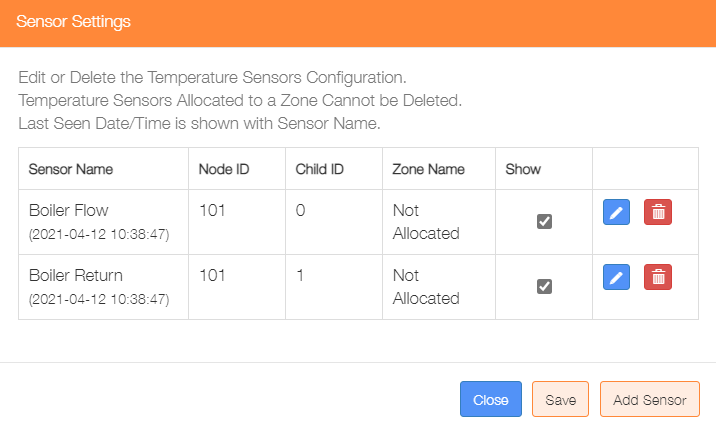 Sensor Settings
Edit or Delete the Temperature Sensors Configuration.
Temperature Sensors Allocated to a Zone Cannot be Deleted.
Last Seen Date/Time is shown with Sensor Name.
Sensor Name Node ID Child ID Zone Name Show
Boiler Flow 101 0 Not
(2021-04-12 10:38:47) Allocated
Boiler Return 101 1 Not
(2021-04-12 10:38:47) Allocated
Close Save Add Sensor